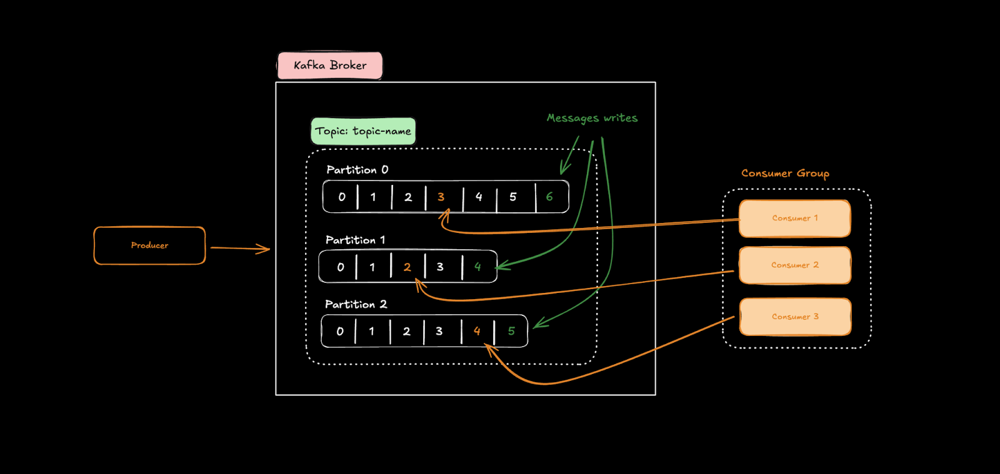 Kafka Broker
Topic: topic-name
Messages writes
Partition 0
0 1 2 3 4 5 6
Partition 1
0 1 2 3 4
Partition 2
0 1 2 3 4 5
Producer
Consumer Group
Consumer 1
Consumer 2
Consumer 3